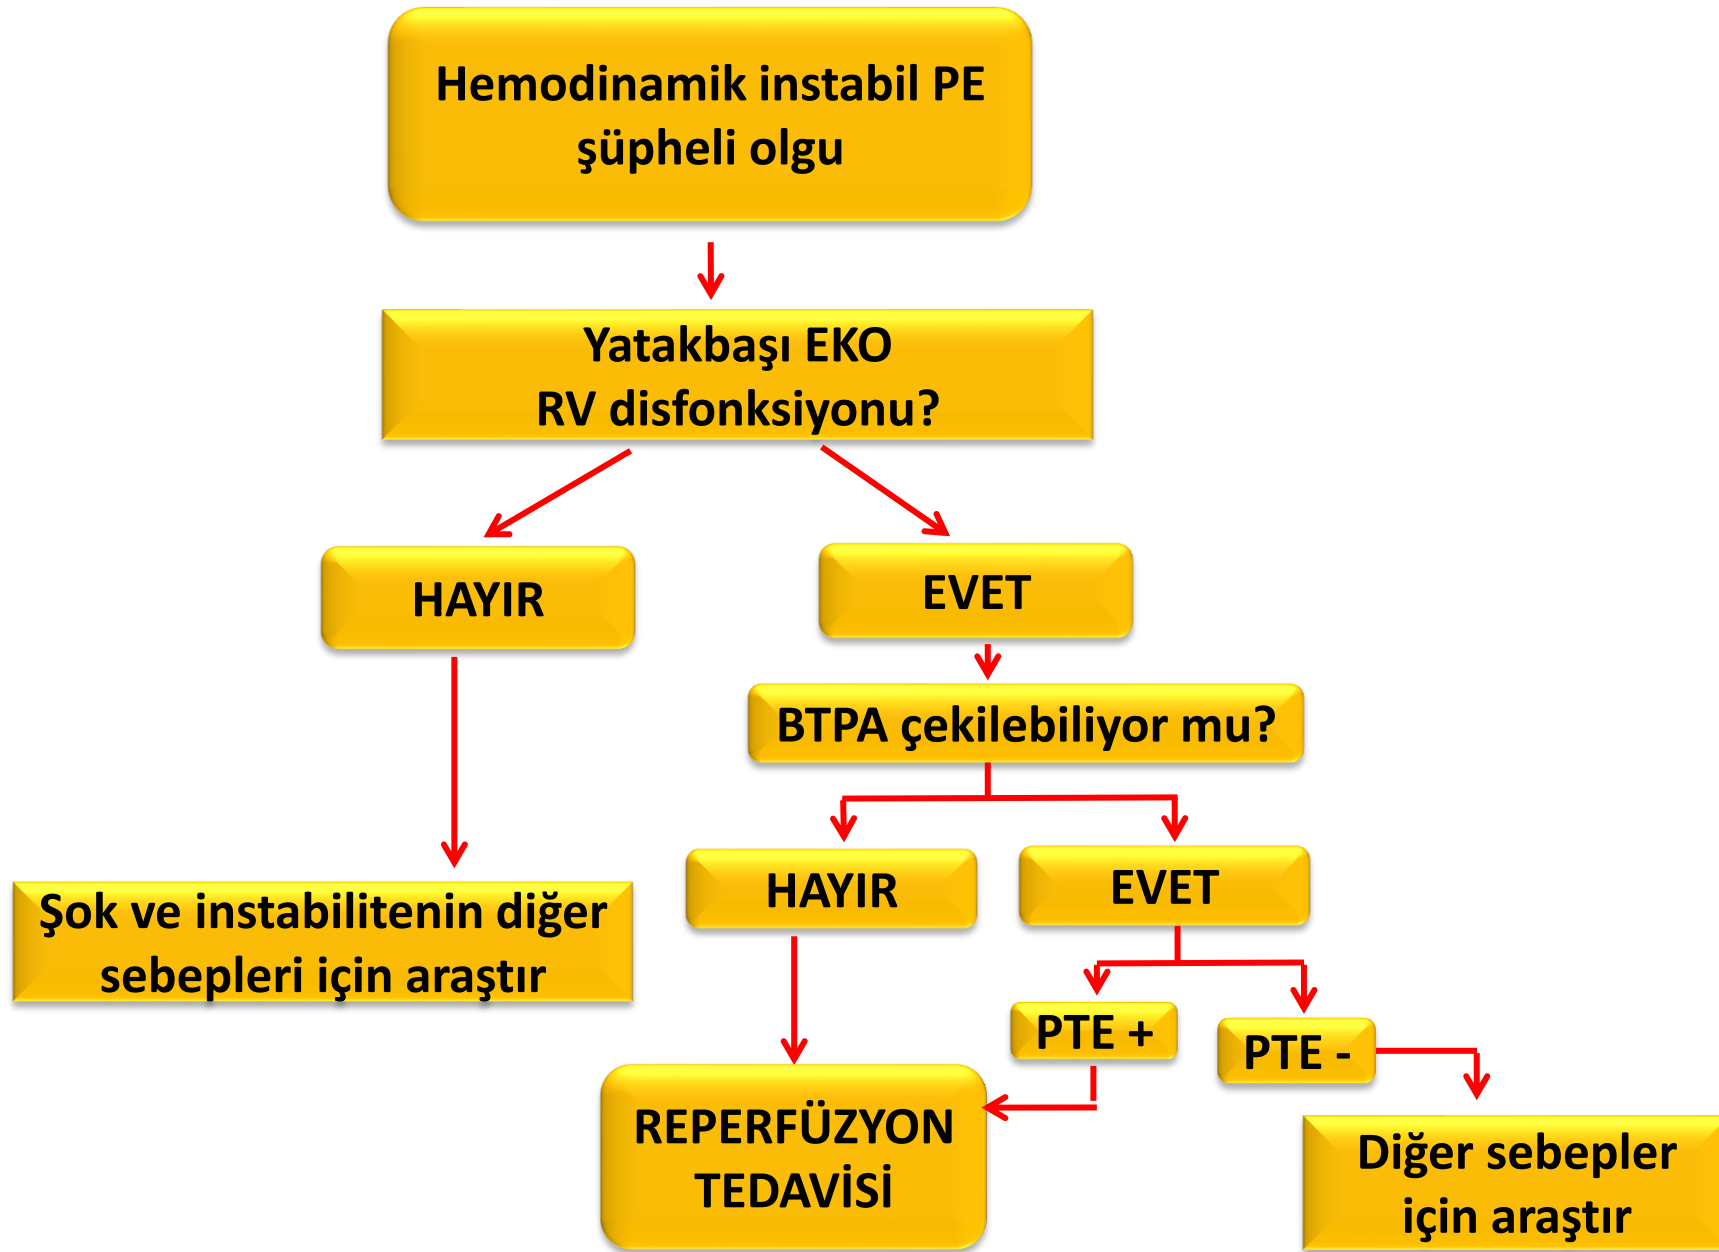 Hemodinamik instabil PE
şüpheli olgu
Yatakbaşı EKO
RV disfonksiyonu?
HAYIR
EVET
BTPA çekilebiliyor mu?
HAYIR
EVET
Şok ve instabilitenin diğer
sebepleri için araştır
PTE +
PTE -
REPERFÜZYON
TEDAVİSİ
Diğer sebepler
için araştır